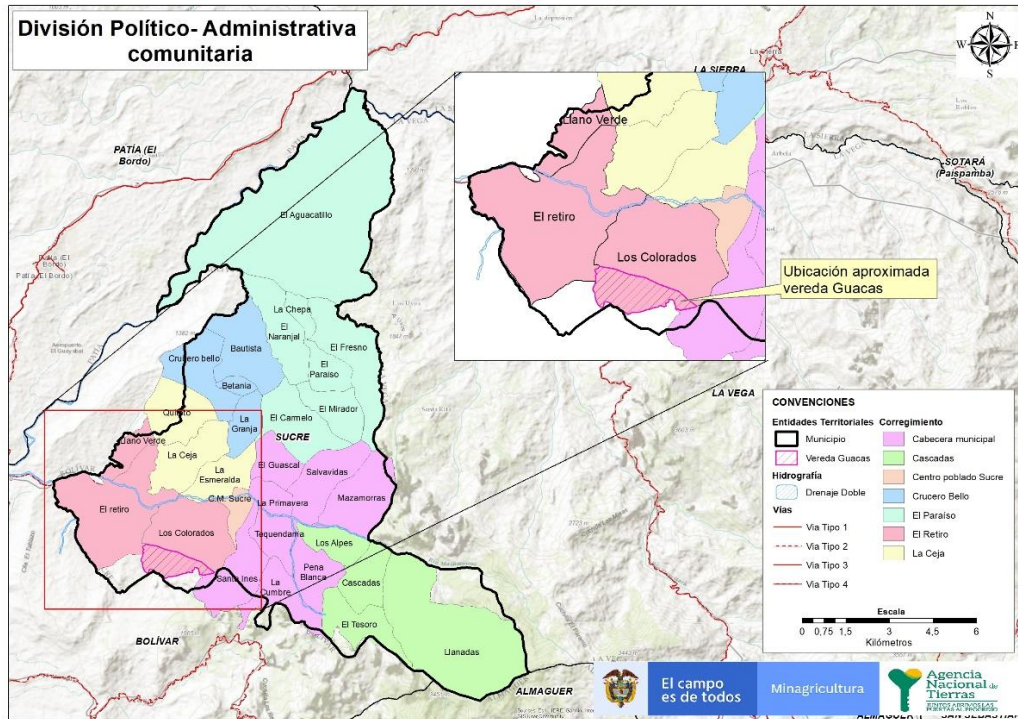 División Político- Administrativa
comunitaria
N
W
E
S
LA SIERRA
PATÍA (El
Bordo)
LA VEGA
SOTARÁ
(Paispamba)
Llano Verde
El retiro
Los Colorados
Ubicación aproximada
vereda Guacas
El Aguacatillo
Patía (El
Bordo)
La Chepa
El
Naranjal
El Fresno
Bautista
Crucero bello
El
Paraiso
Betania
El Mirador
El Carmelo
Quinto
La
Granja
SUCRE
LA VEGA
Llano Verde
La Ceja
El Guascal
Salvavidas
La
Esmeralda
Mazamorras
C.M. Sucre
La Primavera
El retiro
Tequendama
Los Colorados
Los Alpes
Pena
Blanca
Cascadas
Santa Ines
La
Cumbre
El Tesoro
Llanadas
BOLÍVAR
ALMAGUER
CONVENCIONES
Entidades Territoriales
Municipio
Vereda Guacas
Hidrografía
Drenaje Doble
Vías
Via Tipo 1
Via Tipo 2
Via Tipo 3
Via Tipo 4
Corregimiento
Cabecera municipal
Cascadas
Centro poblado Sucre
Crucero Bello
El Paraíso
El Retiro
La Ceja
Escala
0 0,75 1,5 3 4,5 6
Kilómetros
El campo
es de todos
Minagricultura
Agencia
Nacional de
Tierras